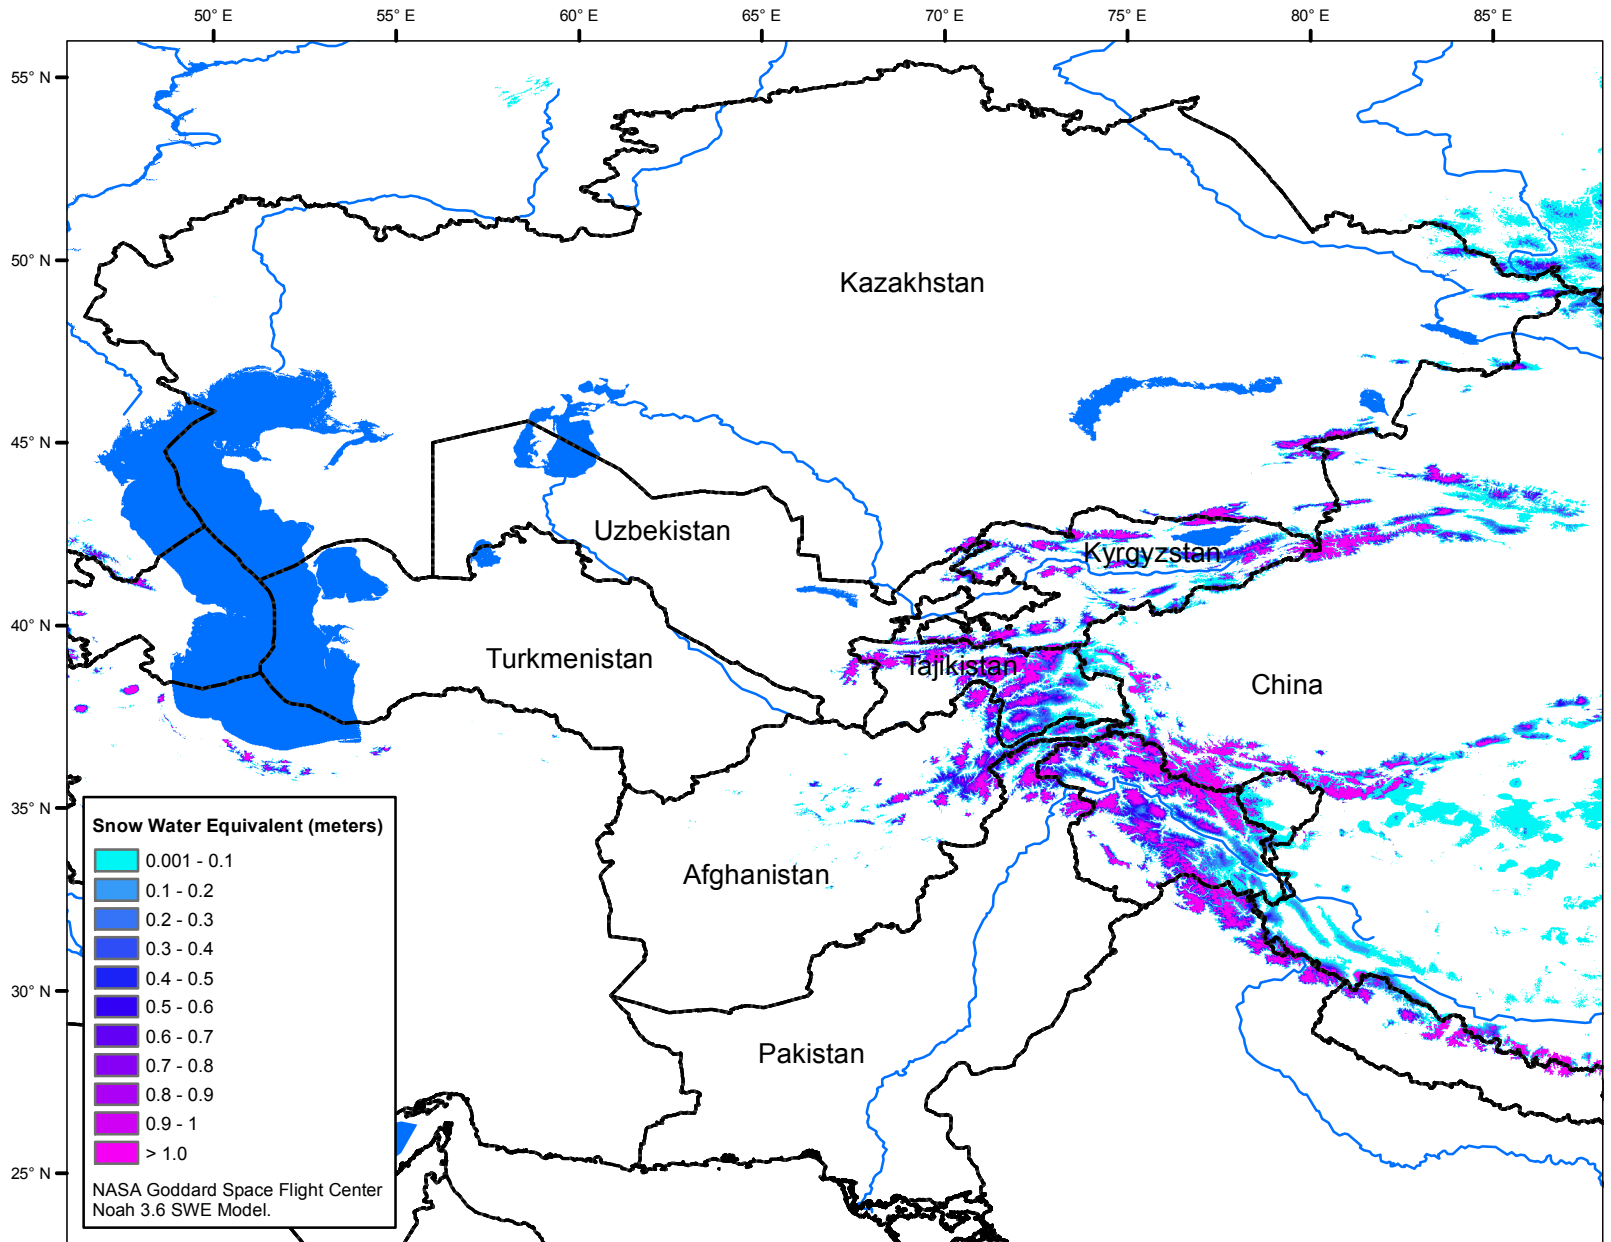 50° E
55° E
60° E
65° E
70° E
75° E
80° E
85° E
55° N
50° N
45° N
40° N
35° N
30° N
25° N
Kazakhstan
Uzbekistan
Kyrgyzstan
Turkmenistan
Tajikistan
China
Afghanistan
Pakistan
Snow Water Equivalent (meters)
0.001 - 0.1
0.1 - 0.2
0.2 - 0.3
0.3 - 0.4
0.4 - 0.5
0.5 - 0.6
0.6 - 0.7
0.7 - 0.8
0.8 - 0.9
0.9 - 1
> 1.0
NASA Goddard Space Flight Center
Noah 3.6 SWE Model.